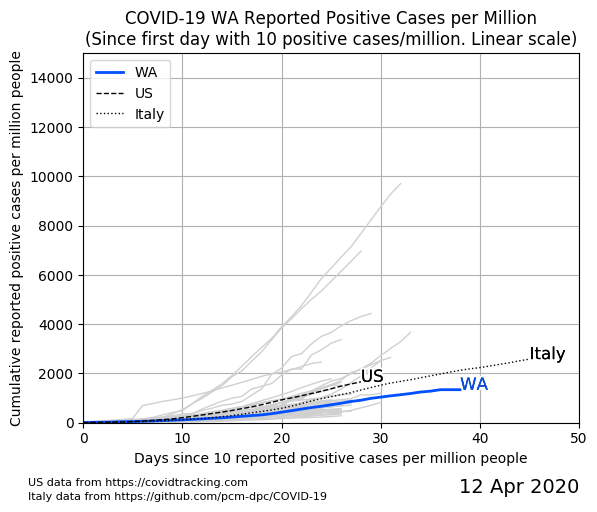 COVID-19 WA Reported Positive Cases per Million
(Since first day with 10 positive cases/million. Linear scale)
Cumulative reported positive cases per million people
14000
12000
10000
8000
6000
4000
2000
0
WA
US
Italy
US
WA
Italy
0 10 20 30 40 50
Days since 10 reported positive cases per million people
US data from https://covidtracking.com
Italy data from https://github.com/pcm-dpc/COVID-19
12 Apr 2020